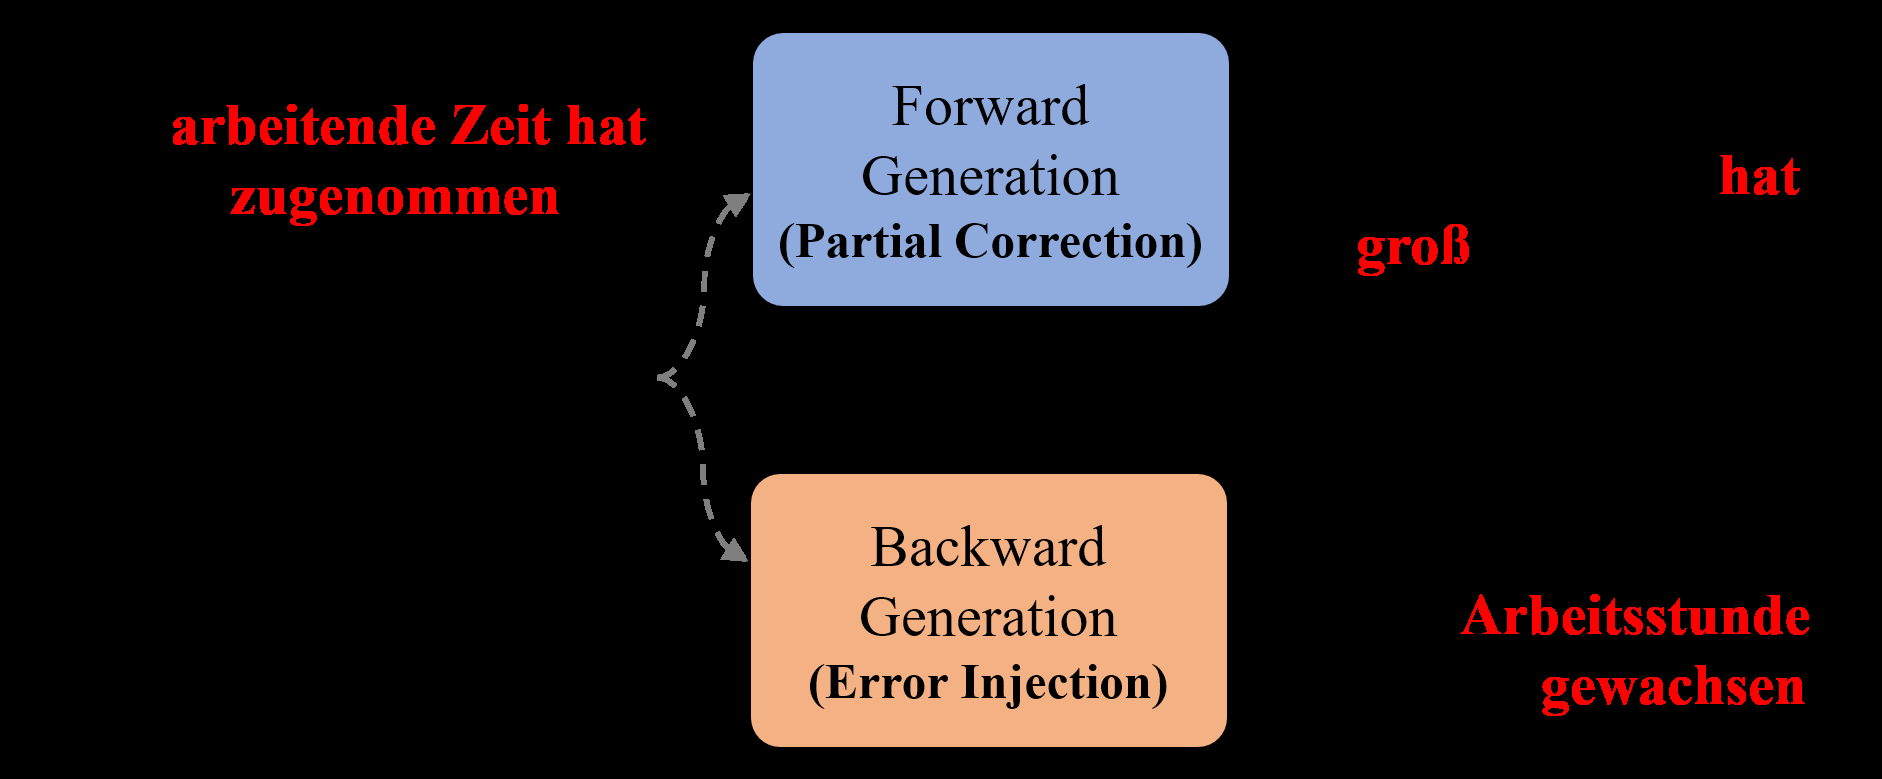 arbeitende Zeit hat
zugenommen
Forward
Generation
(Partial Correction)
hat
groß
Backward
Generation
(Error Injection)
Arbeitsstunde
gewachsen